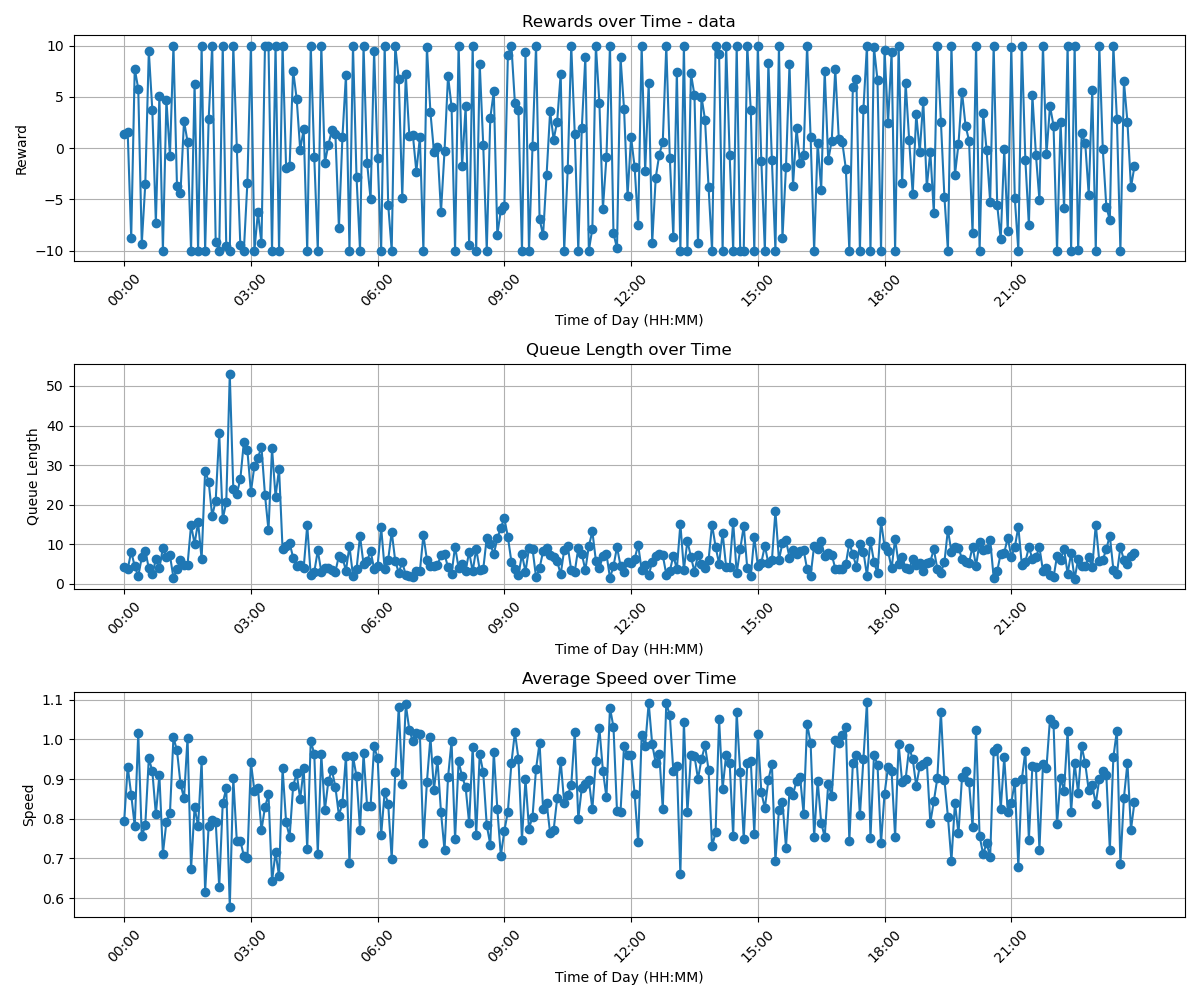 Rewards over Time - data
Reward
10
5
0
−5
−10
00:00 03:00 06:00 09:00 12:00 15:00 18:00 21:00
Time of Day (HH:MM)
Queue Length over Time
Queue Length
50
40
30
20
10
0
00:00 03:00 06:00 09:00 12:00 15:00 18:00 21:00
Time of Day (HH:MM)
Average Speed over Time
Speed
1.1
1.0
0.9
0.8
0.7
0.6
00:00 03:00 06:00 09:00 12:00 15:00 18:00 21:00
Time of Day (HH:MM)